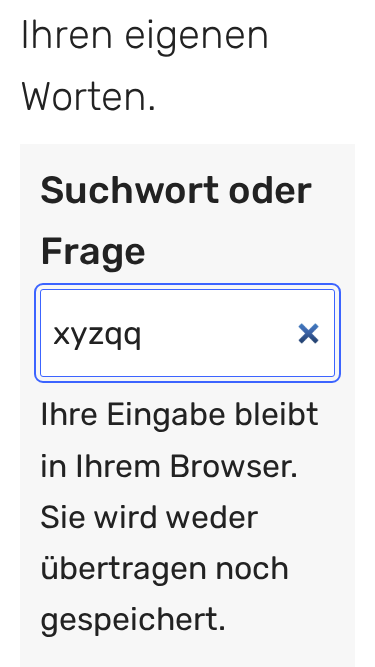 Ihren eigenen
Worten.
Suchwort oder
Frage
xyzqq
Ihre Eingabe bleibt
in Ihrem Browser.
Sie wird weder
übertragen noch
gespeichert.